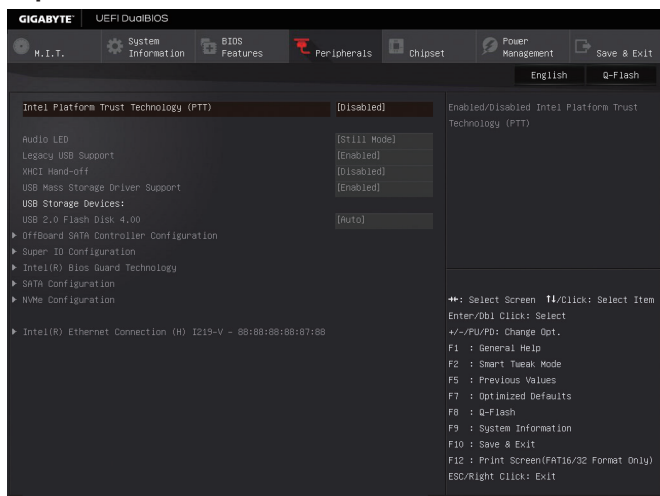 GIGABYTE™ UEFI DualBIOS
M.I.T. System Information BIOS Features Peripherals Chipset Power Management Save & Exit
English Q-Flash
Intel Platform Trust Technology (PTT) [Disabled]
Enabled/Disabled Intel Platform Trust
Technology (PTT)
Audio LED [Still Mode]
Legacy USB Support [Enabled]
XHCI Hand-off [Disabled]
USB Mass Storage Driver Support [Enabled]
USB Storage Devices:
USB 2.0 Flash Disk 4.00 [Auto]
OffBoard SATA Controller Configuration
Super IO Configuration
Intel(R) Bios Guard Technology
SATA Configuration
NVMe Configuration
Intel(R) Ethernet Connection (H) I219-V - 88:88:88:88:87:88
→←: Select Screen ↑↓/Click: Select Item
Enter/Dbl Click: Select
+/-/PU/PD: Change Opt.
F1 : General Help
F2 : Smart Tweak Mode
F5 : Previous Values
F7 : Optimized Defaults
F8 : Q-Flash
F9 : System Information
F10 : Save & Exit
F12 : Print Screen(FAT16/32 Format Only)
ESC/Right Click: Exit